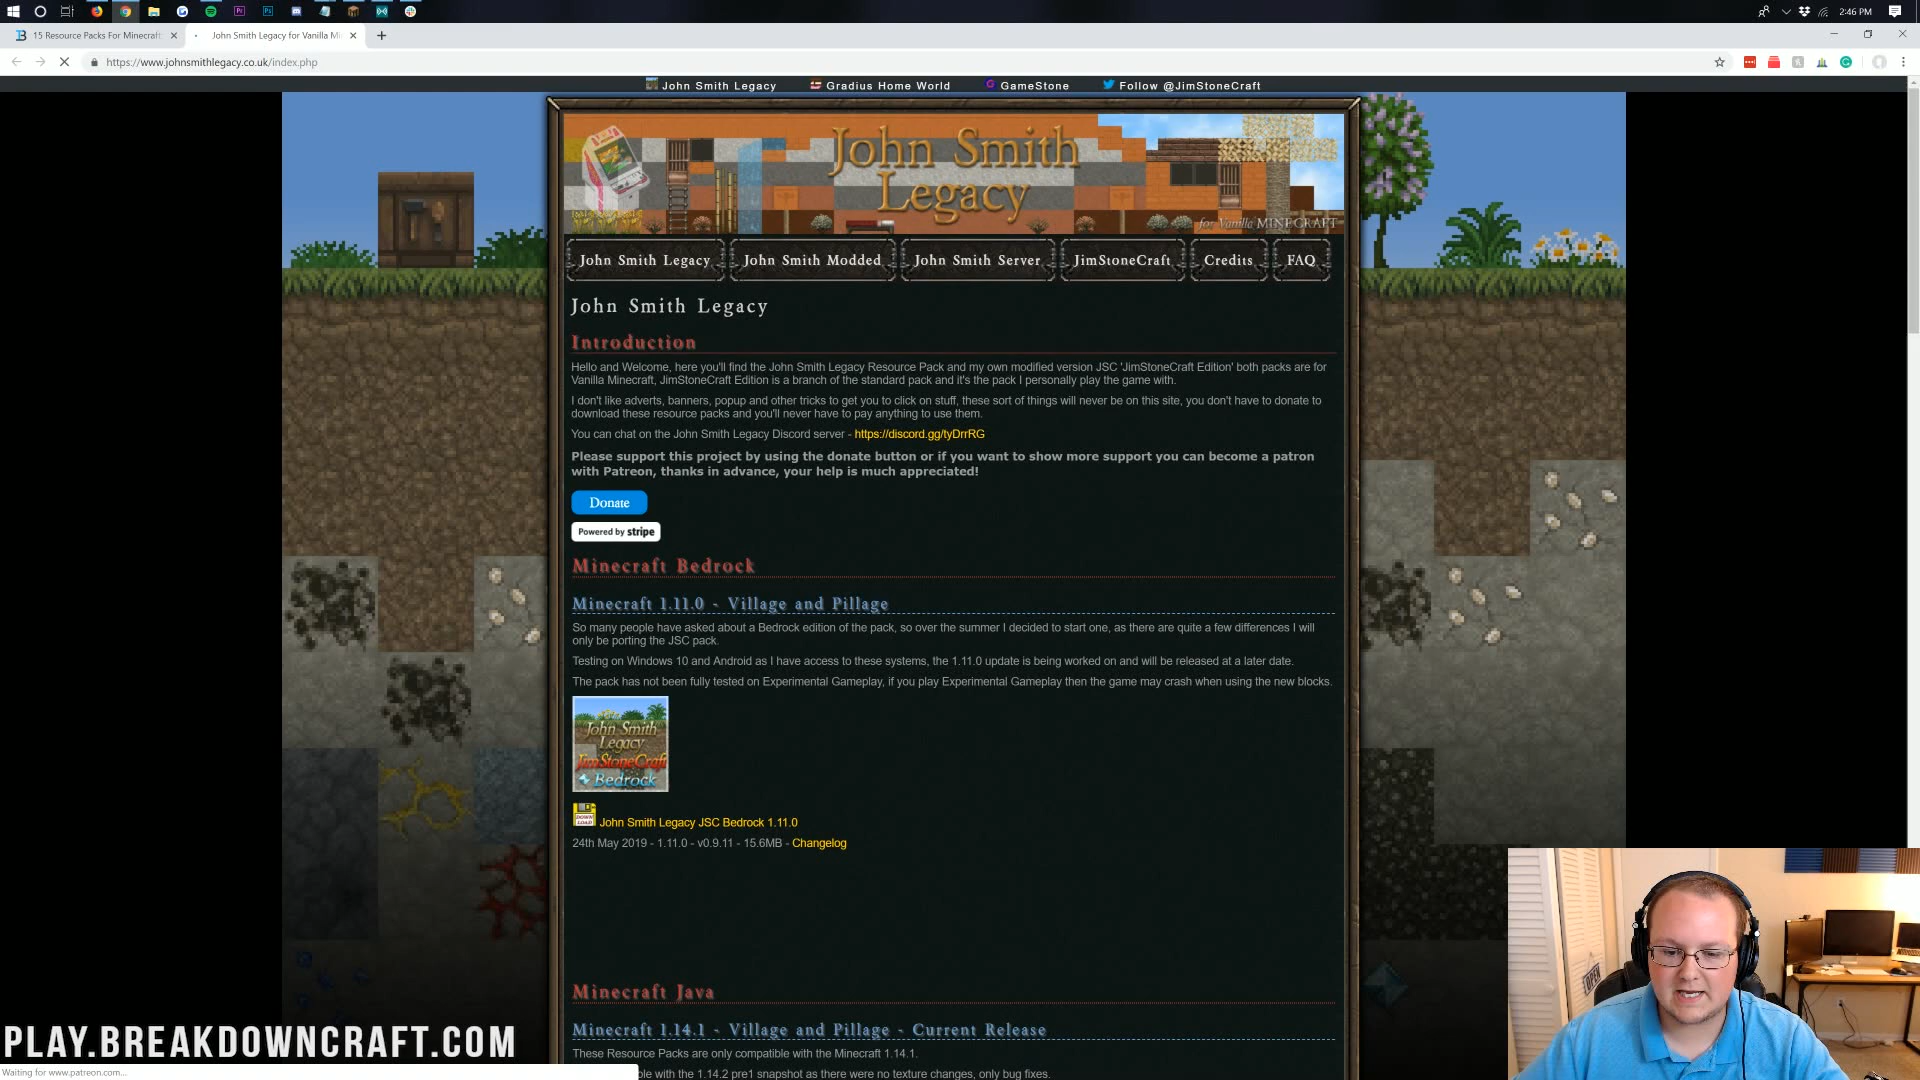 2:46 PM
15 Resource Packs For Minecraft
John Smith Legacy for Vanilla Mi
https://www.johnsmithlegacy.co.uk/index.php
John Smith Legacy
Gradius Home World
GameStone
Follow @JimStoneCraft
John Smith
Legacy
for Vanilla MINECRAFT
John Smith Legacy
John Smith Modded
John Smith Server
JimStoneCraft
Credits
FAQ
John Smith Legacy
Introduction
Hello and Welcome, here you'll find the John Smith Legacy Resource Pack and my own modified version JSC 'JimStoneCraft Edition' both packs are for
Vanilla Minecraft, JimStoneCraft Edition is a branch of the standard pack and it's the pack I personally play the game with.
I don't like adverts, banners, popup and other tricks to get you to click on stuff, these sort of things will never be on this site, you don't have to donate to
download these resource packs and you'll never have to pay anything to use them.
You can chat on the John Smith Legacy Discord server - https://discord.gg/tyDrrRG
Please support this project by using the donate button or if you want to show more support you can become a patron
with Patreon, thanks in advance, your help is much appreciated!
Donate
Powered by stripe
Minecraft Bedrock
Minecraft 1.11.0 - Village and Pillage
So many people have asked about a Bedrock edition of the pack, so over the summer I decided to start one, as there are quite a few differences I will
only be porting the JSC pack.
Testing on Windows 10 and Android as I have access to these systems, the 1.11.0 update is being worked on and will be released at a later date.
The pack has not been fully tested on Experimental Gameplay, if you play Experimental Gameplay then the game may crash when using the new blocks.
John Smith
Legacy
JimStoneCraft
Bedrock
DOWN
LOAD
John Smith Legacy JSC Bedrock 1.11.0
24th May 2019 - 1.11.0 - v0.9.11 - 15.6MB - Changelog
Minecraft Java
Minecraft 1.14.1 - Village and Pillage - Current Release
These Resource Packs are only compatible with the Minecraft 1.14.1.
ble with the 1.14.2 pre1 snapshot as there were no texture changes, only bug fixes.
PLAY.BREAKDOWNCRAFT.COM
Waiting for www.patreon.com...
OPEN